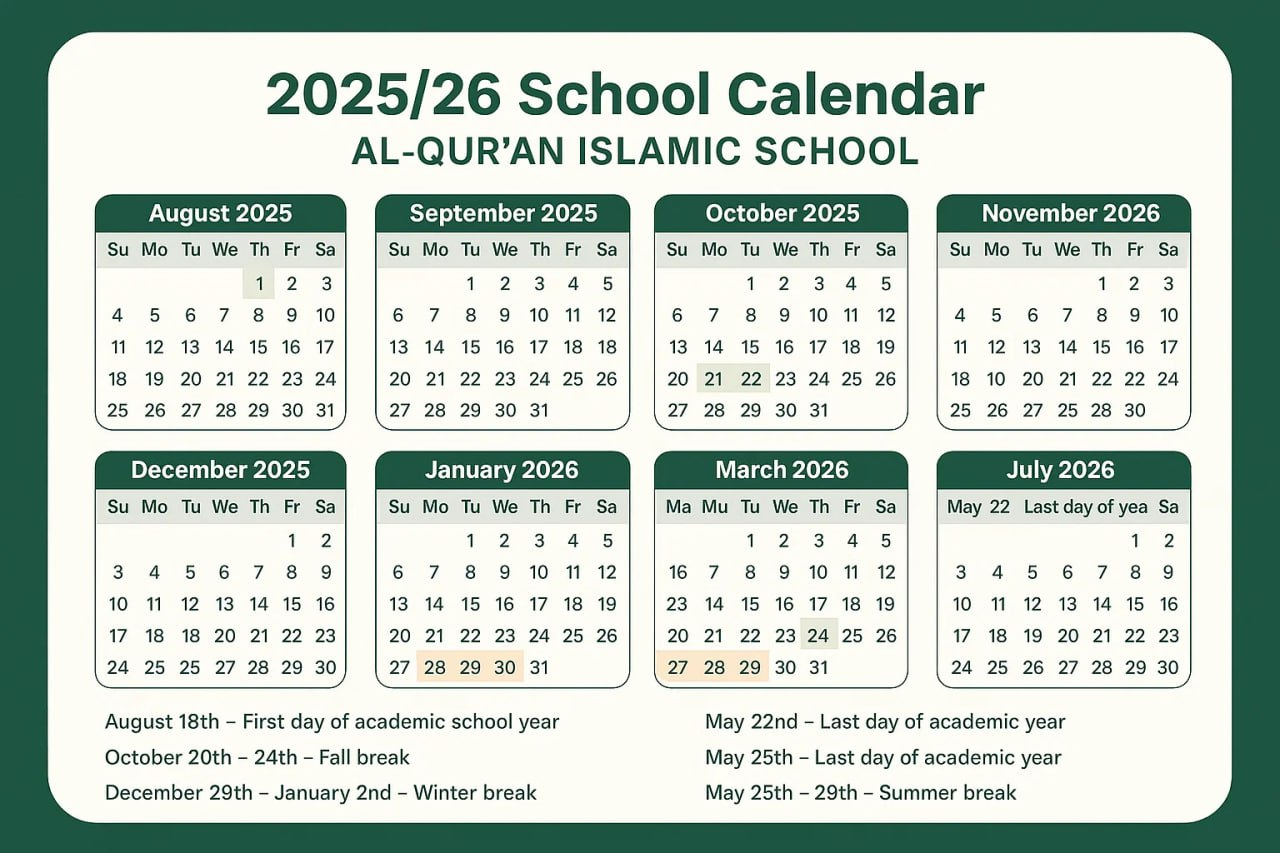 2025/26 School Calendar
AL-QUR’AN ISLAMIC SCHOOL
August 2025
Su Mo Tu We Th Fr Sa
1 2 3
4 5 6 7 8 9 10
11 12 13 14 15 16 17
18 19 20 21 22 23 24
25 26 27 28 29 30 31
September 2025
Su Mo Tu We Th Fr Sa
1 2 3 4 5
6 7 8 9 10 11 12
13 14 15 16 17 18 18
20 21 22 23 24 25 26
27 28 29 30 31
October 2025
Su Mo Tu We Th Fr Sa
1 2 3 4 5
6 7 8 9 10 11 12
13 14 15 16 17 18 19
20 21 22 23 24 25 26
27 28 29 30 31
November 2026
Su Mo Tu We Th Fr Sa
1 2 3
4 5 6 7 8 9 10
11 12 13 14 15 16 17
18 10 20 21 22 22 24
25 26 27 25 28 30
December 2025
Su Mo Tu We Th Fr Sa
1 2
3 4 5 6 7 8 9
10 11 12 13 14 15 16
17 18 18 20 21 22 23
24 25 25 27 28 29 30
January 2026
Su Mo Tu We Th Fr Sa
1 2 3 4 5
6 7 8 9 10 11 12
13 14 15 16 17 18 19
20 21 22 23 24 25 26
27 28 29 30 31
March 2026
Ma Mu Tu We Th Fr Sa
1 2 3 4 5
16 7 8 9 10 11 12
23 14 15 16 17 18 19
20 21 22 23 24 25 26
27 28 29 30 31
July 2026
May 22 Last day of yea Sa
1 2
3 4 5 6 7 8 9
10 11 12 13 14 15 16
17 18 19 20 21 22 23
24 25 26 27 28 29 30
August 18th – First day of academic school year
October 20th – 24th – Fall break
December 29th – January 2nd – Winter break
May 22nd – Last day of academic year
May 25th – Last day of academic year
May 25th – 29th – Summer break